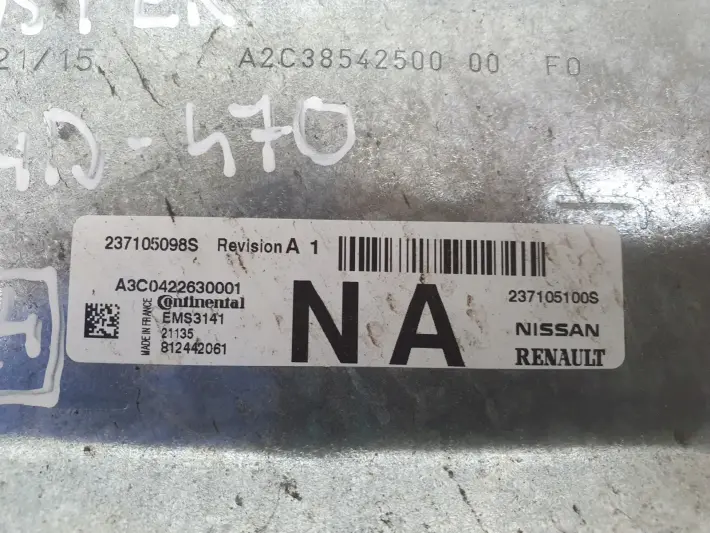 21/15 A2C38542500 00 F0
-470
237105098S Revision A 1
A3C0422630001
Continental
EMS3141
21135
812442061
MADE IN FRANCE
NA
237105100S
NISSAN
RENAULT